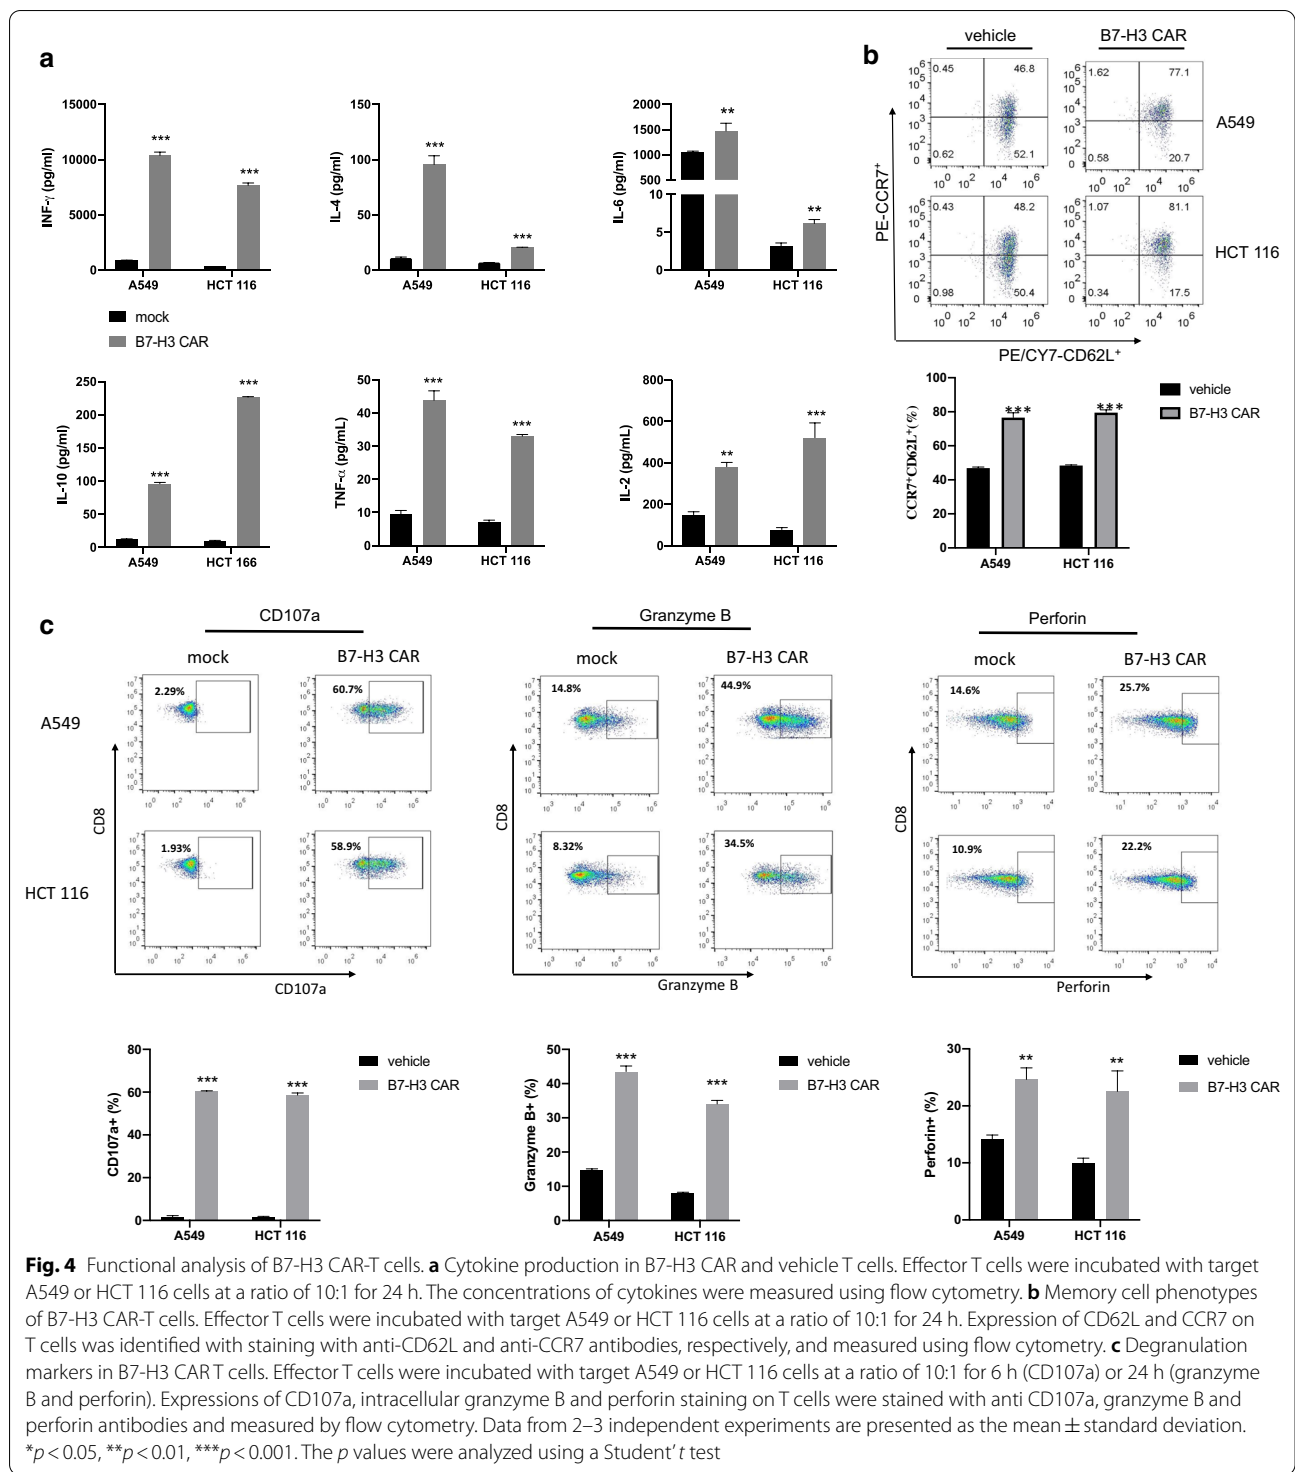 a
15000
10000
5000
0
INF-γ (pg/ml)
***
***
A549
HCT 116
150
100
50
0
IL-4 (pg/ml)
***
***
A549
HCT 116
2000
1500
1000
500
10
5
0
IL-6 (pg/ml)
**
**
A549
HCT 116
mock
B7-H3 CAR
250
200
150
100
50
0
IL-10 (pg/ml)
***
***
A549
HCT 166
50
40
30
20
10
0
TNF-α (pg/mL)
***
***
A549
HCT 116
800
600
400
200
0
IL-2 (pg/mL)
**
***
A549
HCT 116
b
vehicle
B7-H3 CAR
0.45
46.8
0.62
52.1
1.62
77.1
0.58
20.7
A549
0.43
48.2
0.98
50.4
1.07
81.1
0.34
17.5
HCT 116
PE-CCR7+
PE/CY7-CD62L+
100
80
60
40
20
0
CCR7+CD62L+(%)
***
***
A549
HCT 116
vehicle
B7-H3 CAR
c
CD107a
mock
B7-H3 CAR
A549
2.29%
60.7%
HCT 116
1.93%
58.9%
CD8
CD107a
Granzyme B
mock
B7-H3 CAR
14.8%
44.9%
8.32%
34.5%
CD8
Granzyme B
Perforin
mock
B7-H3 CAR
14.6%
25.7%
10.9%
22.2%
CD8
Perforin
80
60
40
20
0
CD107a+ (%)
***
***
A549
HCT 116
vehicle
B7-H3 CAR
50
40
30
20
10
0
Granzyme B+ (%)
***
***
A549
HCT 116
vehicle
B7-H3 CAR
30
20
10
0
Perforin+ (%)
**
**
A549
HCT 116
vehicle
B7-H3 CAR
Fig. 4 Functional analysis of B7-H3 CAR-T cells. a Cytokine production in B7-H3 CAR and vehicle T cells. Effector T cells were incubated with target
A549 or HCT 116 cells at a ratio of 10:1 for 24 h. The concentrations of cytokines were measured using flow cytometry. b Memory cell phenotypes
of B7-H3 CAR-T cells. Effector T cells were incubated with target A549 or HCT 116 cells at a ratio of 10:1 for 24 h. Expression of CD62L and CCR7 on
T cells was identified with staining with anti-CD62L and anti-CCR7 antibodies, respectively, and measured using flow cytometry. c Degranulation
markers in B7-H3 CAR T cells. Effector T cells were incubated with target A549 or HCT 116 cells at a ratio of 10:1 for 6 h (CD107a) or 24 h (granzyme
B and perforin). Expressions of CD107a, intracellular granzyme B and perforin staining on T cells were stained with anti CD107a, granzyme B and
perforin antibodies and measured by flow cytometry. Data from 2–3 independent experiments are presented as the mean ± standard deviation.
*p < 0.05, **p < 0.01, ***p < 0.001. The p values were analyzed using a Student' t test